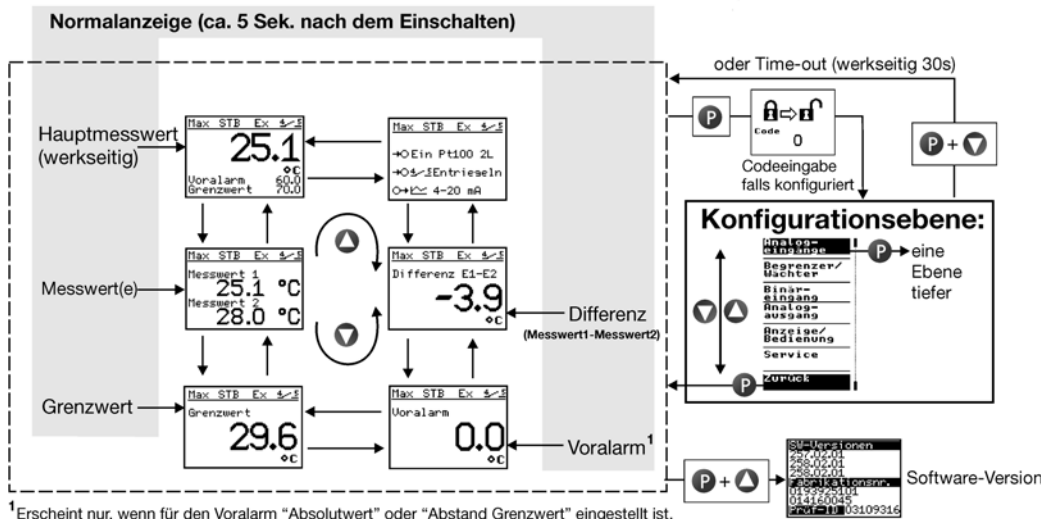 Normalanzeige (ca. 5 Sek. nach dem Einschalten)
oder Time-out (werkseitig 30s)
P
Code
0
P + 
Codeeingabe
falls konfiguriert
Hauptmesswert
(werkseitig)
Max STB Ex
25.1
°C
Voralarm 60.0
Grenzwert 70.0
Max STB Ex
Ein Pt100 2L
Entriegeln
4-20 mA
Messwert(e)
Max STB Ex
Messwert 1
25.1 °C
Messwert 2
28.0 °C
Max STB Ex
Differenz E1-E2
-3.9
°C
Differenz
(Messwert1-Messwert2)
Grenzwert
Max STB Ex
Grenzwert
29.6
°C
Max STB Ex
Voralarm
0.0
°C
Voralarm¹
Konfigurationsebene:
Analog-
eingänge
Begrenzer/
Wächter
Binär-
eingang
Analog-
ausgang
Anzeige/
Bedienung
Service
Zurück
P
eine
Ebene
tiefer
P
P + 
SW-Versionen
257.02.01
258.02.01
258.02.01
Fabrikationsnr.
0193925101
014160045
Prüf-ID 03109316
Software-Version
¹Erscheint nur, wenn für den Voralarm "Absolutwert" oder "Abstand Grenzwert" eingestellt ist.